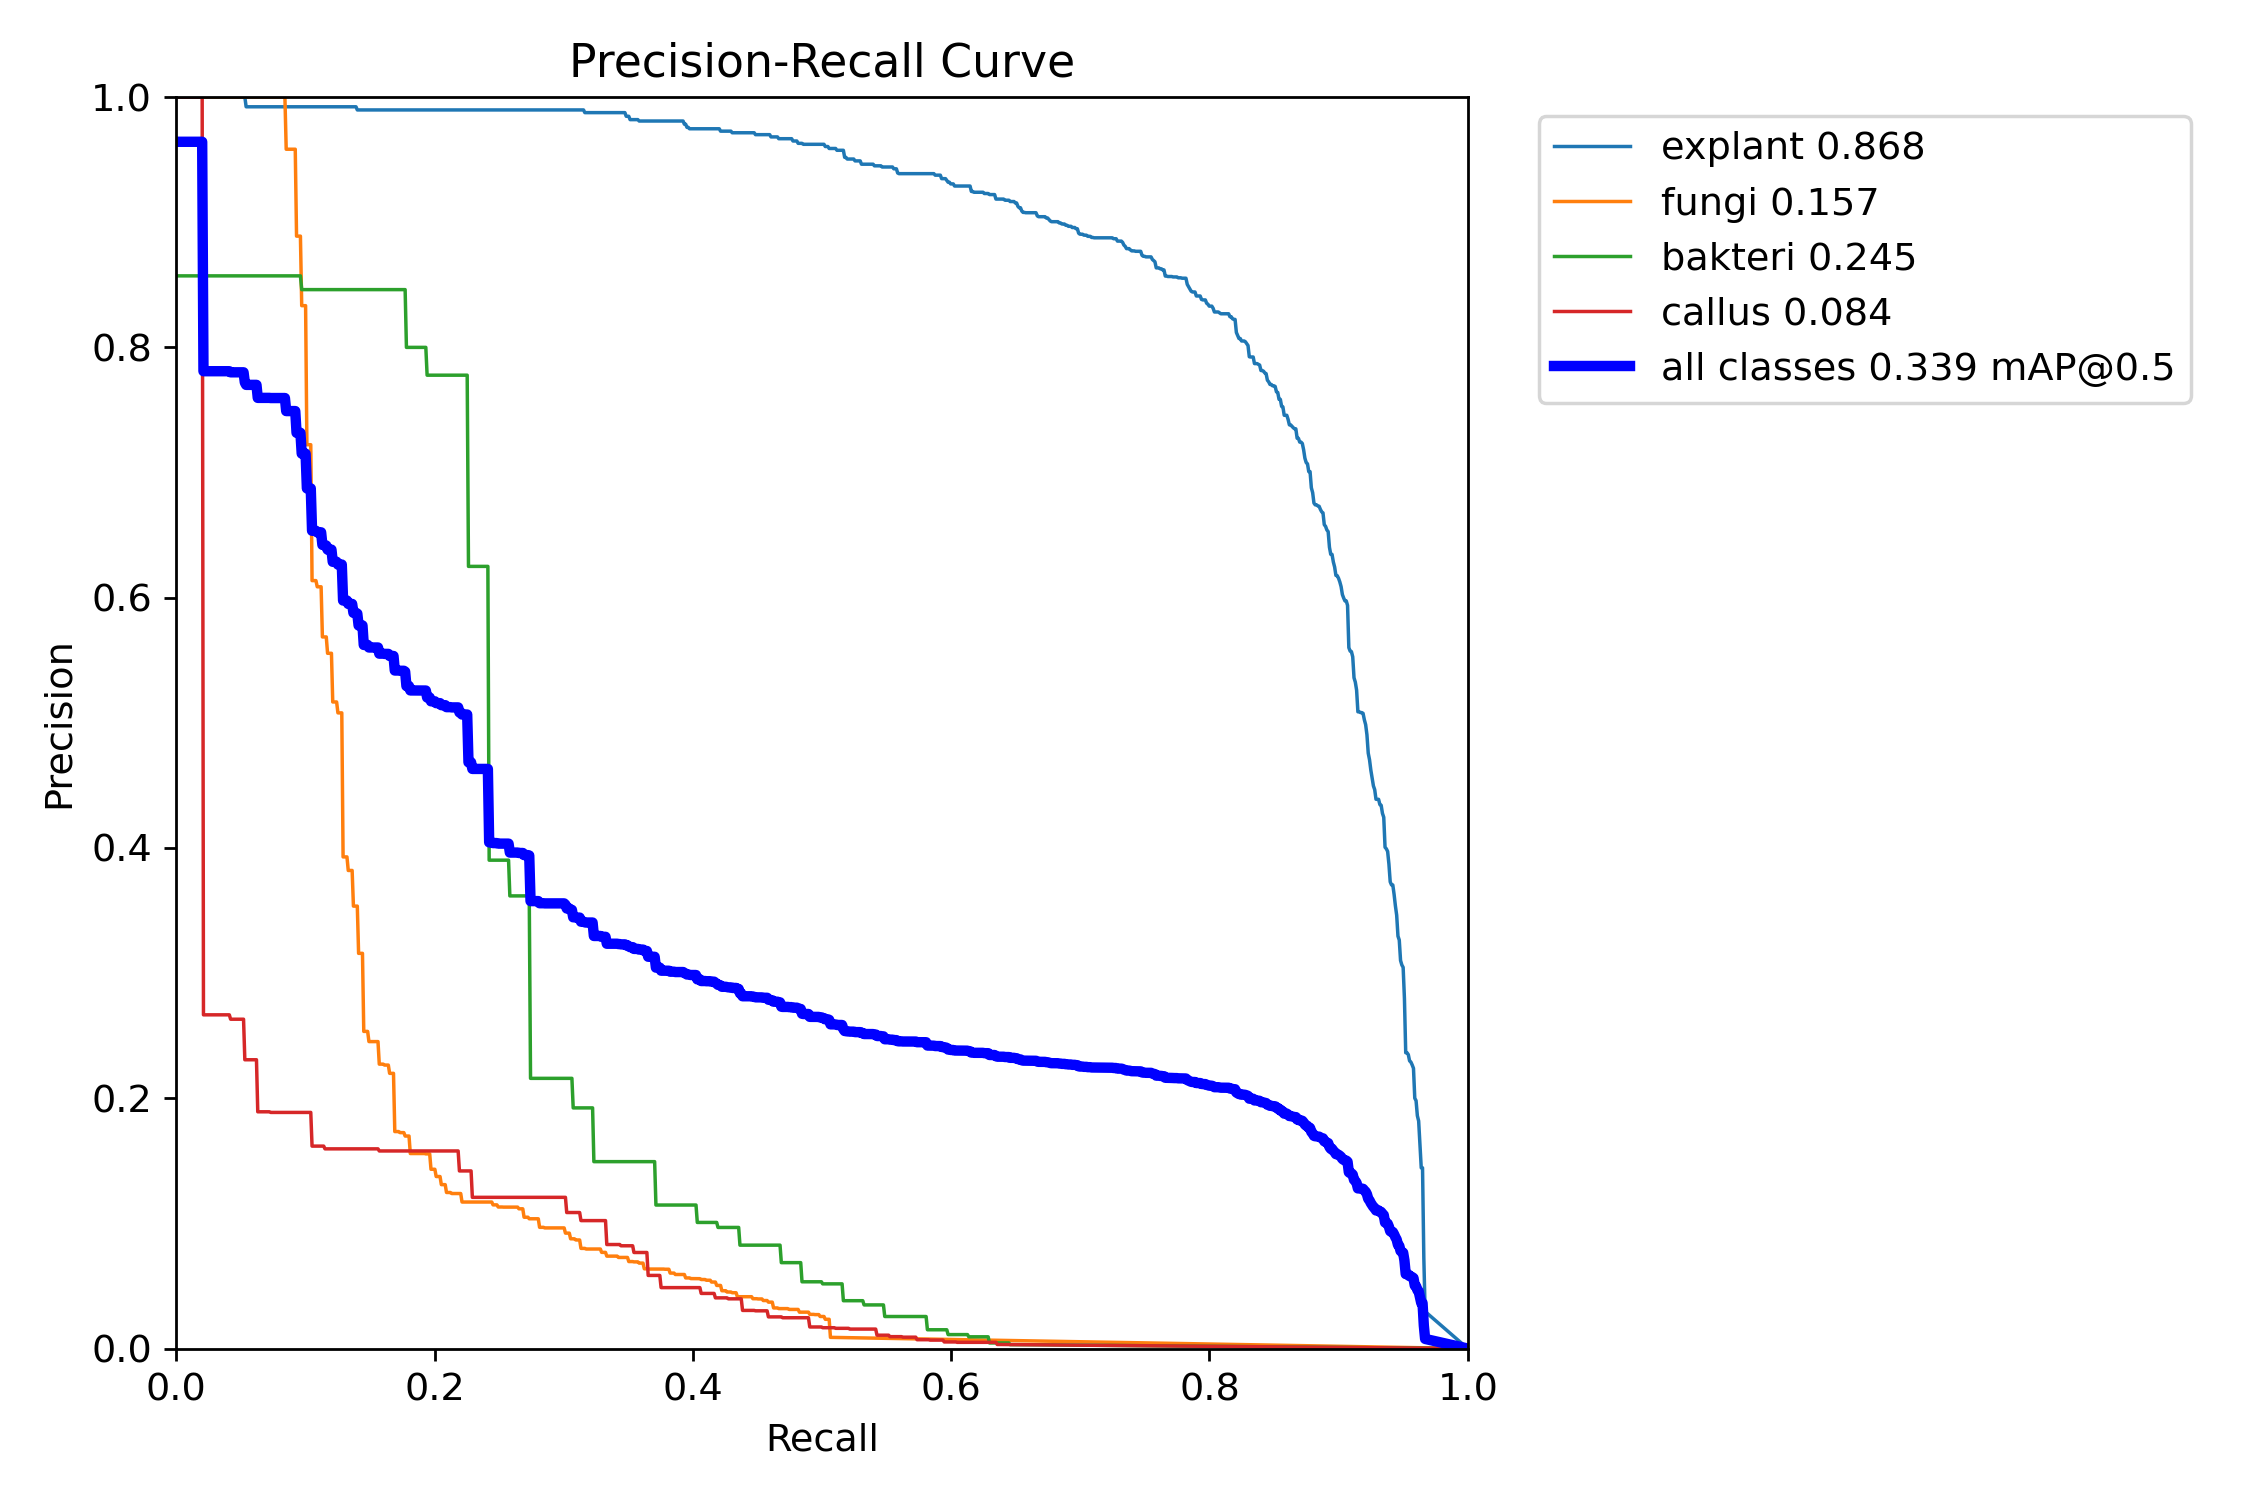 Precision-Recall Curve
1.0
0.8
0.6
0.4
0.2
0.0
Precision
0.0 0.2 0.4 0.6 0.8 1.0
Recall
explant 0.868
fungi 0.157
bakteri 0.245
callus 0.084
all classes 0.339 mAP@0.5